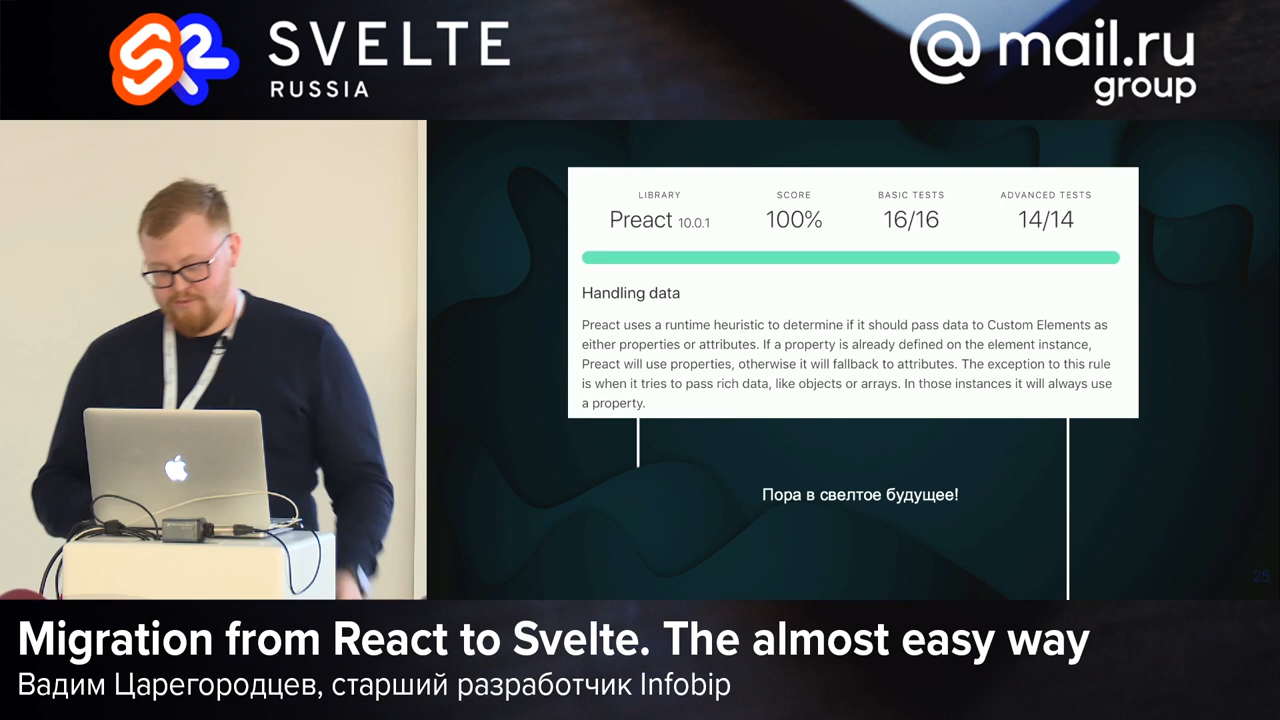 SVELTE
RUSSIA
@mail.ru
group
LIBRARY SCORE BASIC TESTS ADVANCED TESTS
Preact 10.0.1 100% 16/16 14/14
Handling data
Preact uses a runtime heuristic to determine if it should pass data to Custom Elements as
either properties or attributes. If a property is already defined on the element instance,
Preact will use properties, otherwise it will fallback to attributes. The exception to this rule
is when it tries to pass rich data, like objects or arrays. In those instances it will always use
a property.
Пора в свелтое будущее!
25
Migration from React to Svelte. The almost easy way
Вадим Царегородцев, старший разработчик Infobip